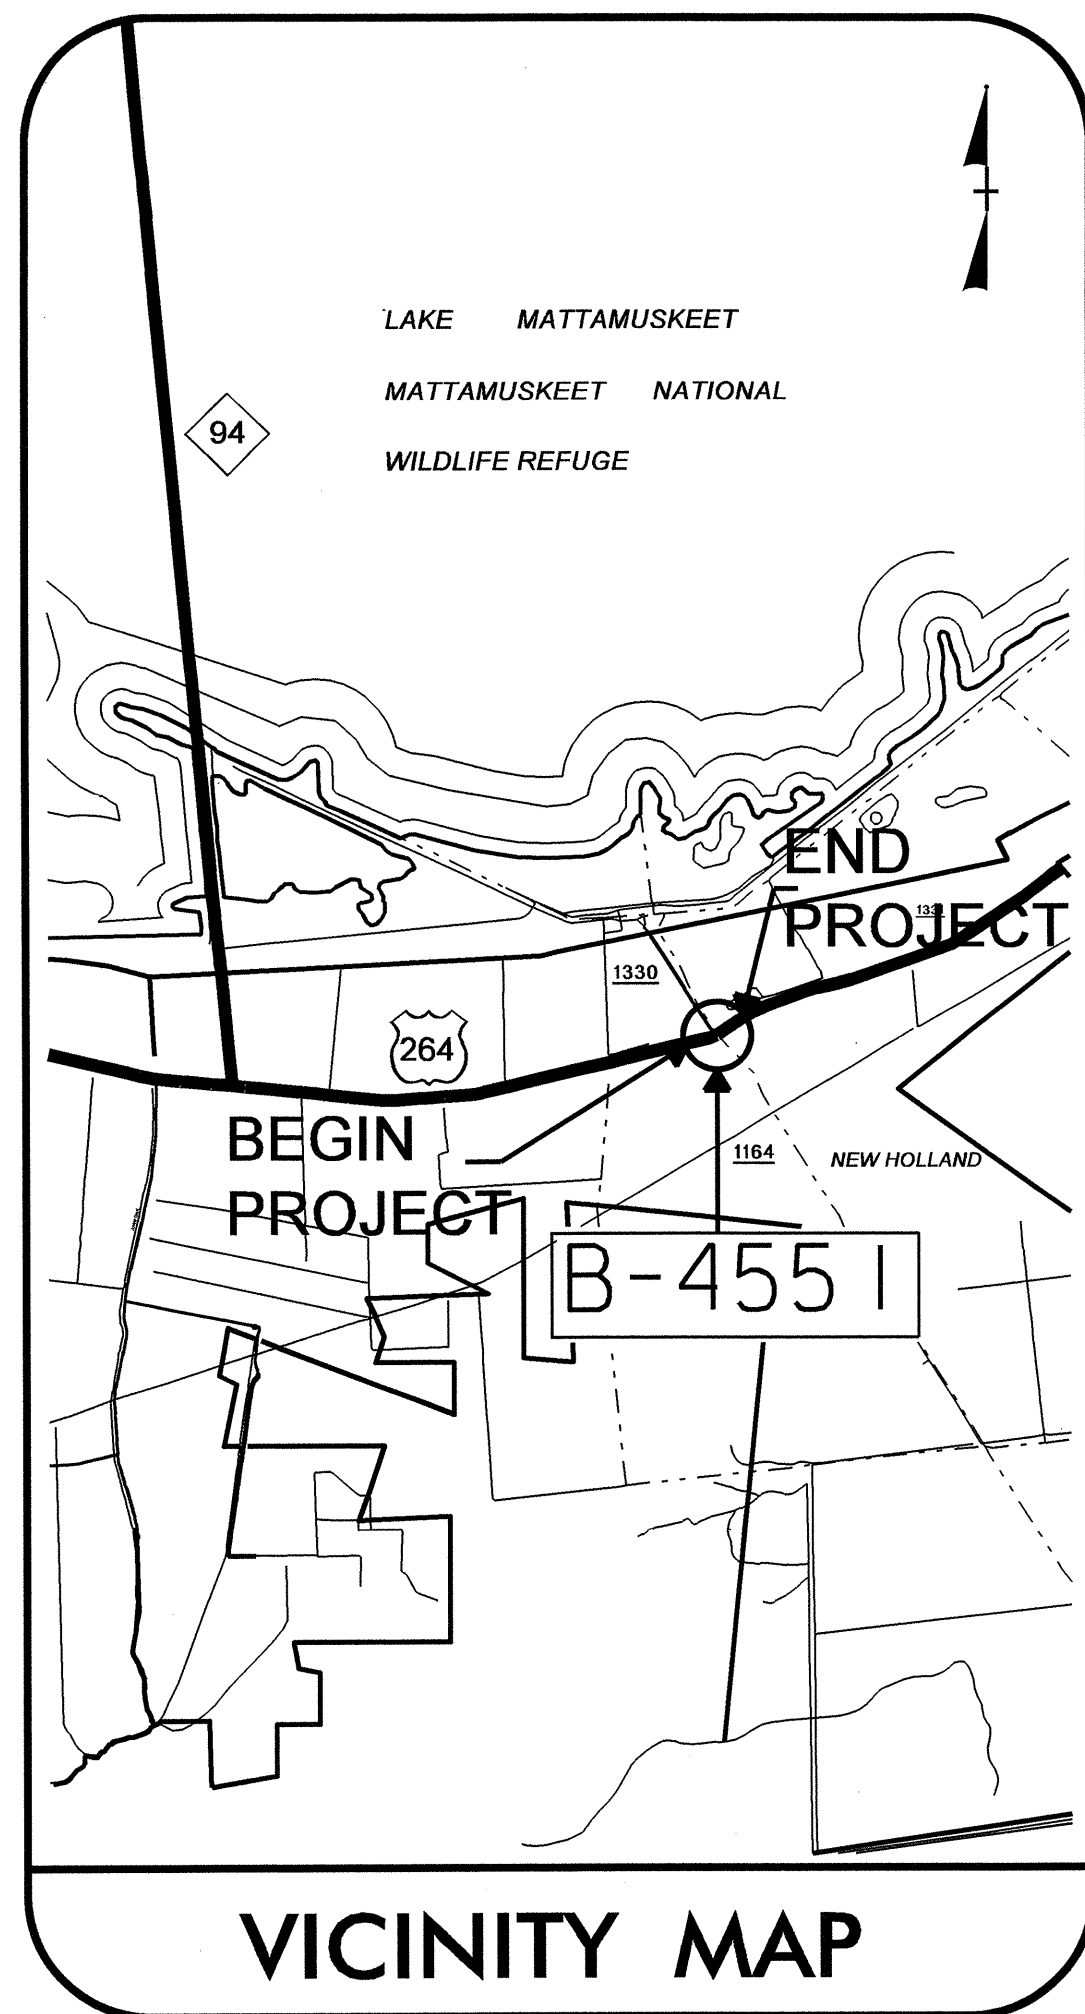 LAKE MATTAMUSKEET
MATTAMUSKEET NATIONAL
WILDLIFE REFUGE
94
END
PROJECT
1330
264
BEGIN
PROJECT
1164
NEW HOLLAND
B-4551
VICINITY MAP